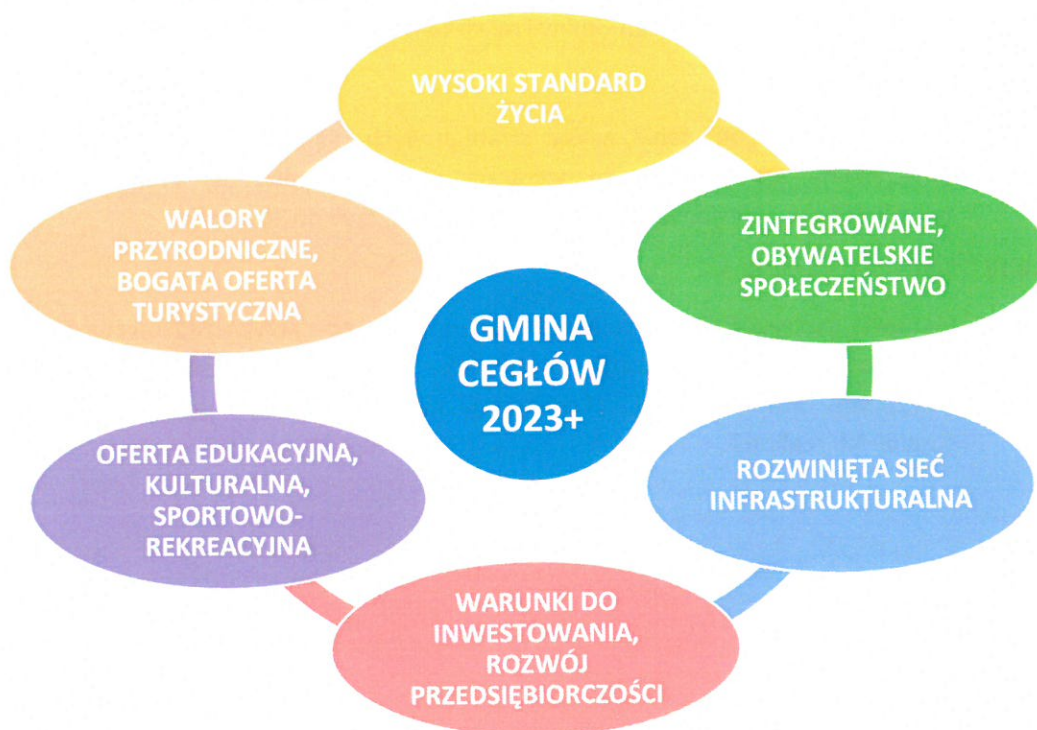 WYSOKI STANDARD
ŻYCIA
ZINTEGROWANE,
OBYWATELSKIE
SPOŁECZEŃSTWO
ROZWINIĘTA SIEĆ
INFRASTRUKTURALNA
WARUNKI DO
INWESTOWANIA,
ROZWÓJ
PRZEDSIĘBIORCZOŚCI
OFERTA EDUKACYJNA,
KULTURALNA,
SPORTOWO-
REKREACYJNA
WALORY
PRZYRODNICZNE,
BOGATA OFERTA
TURYSTYCZNA
GMINA
CEGŁÓW
2023+